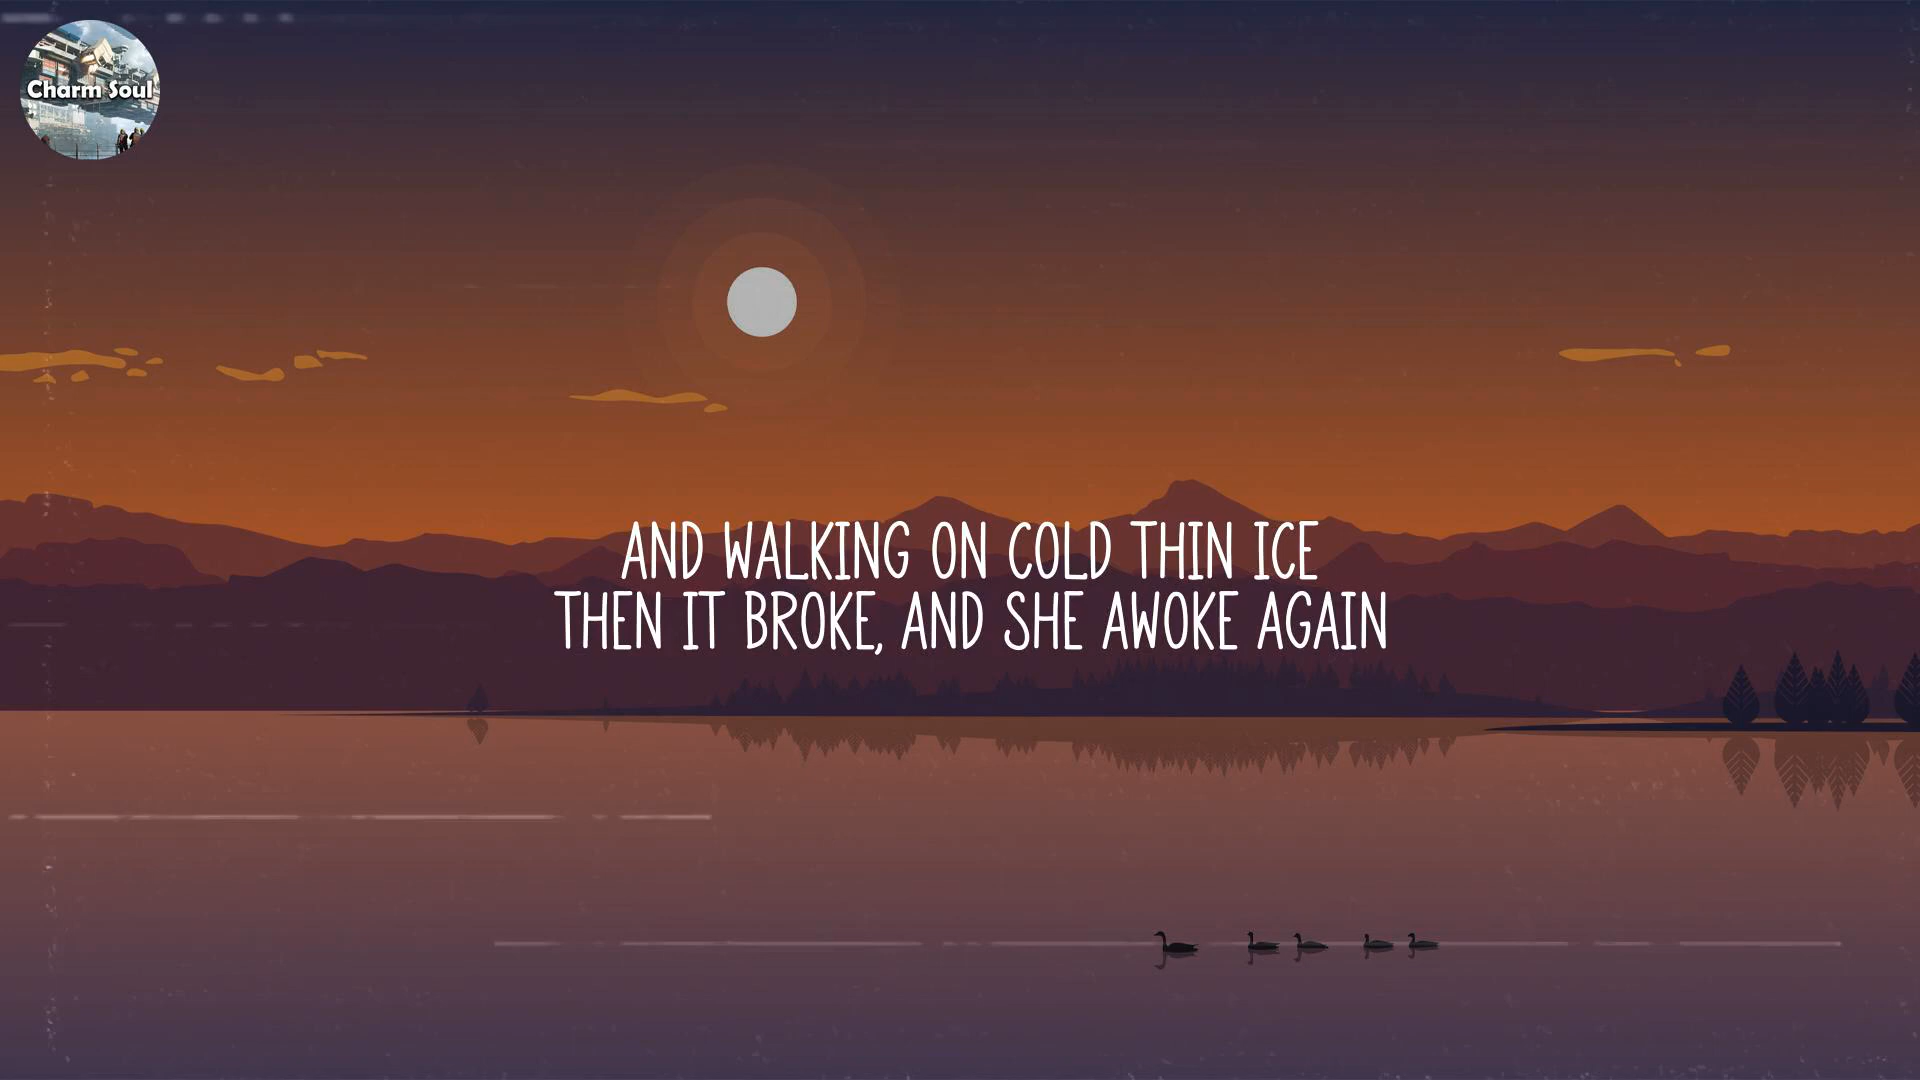 Charm Soul
AND WALKING ON COLD THIN ICE
THEN IT BROKE, AND SHE AWOKE AGAIN